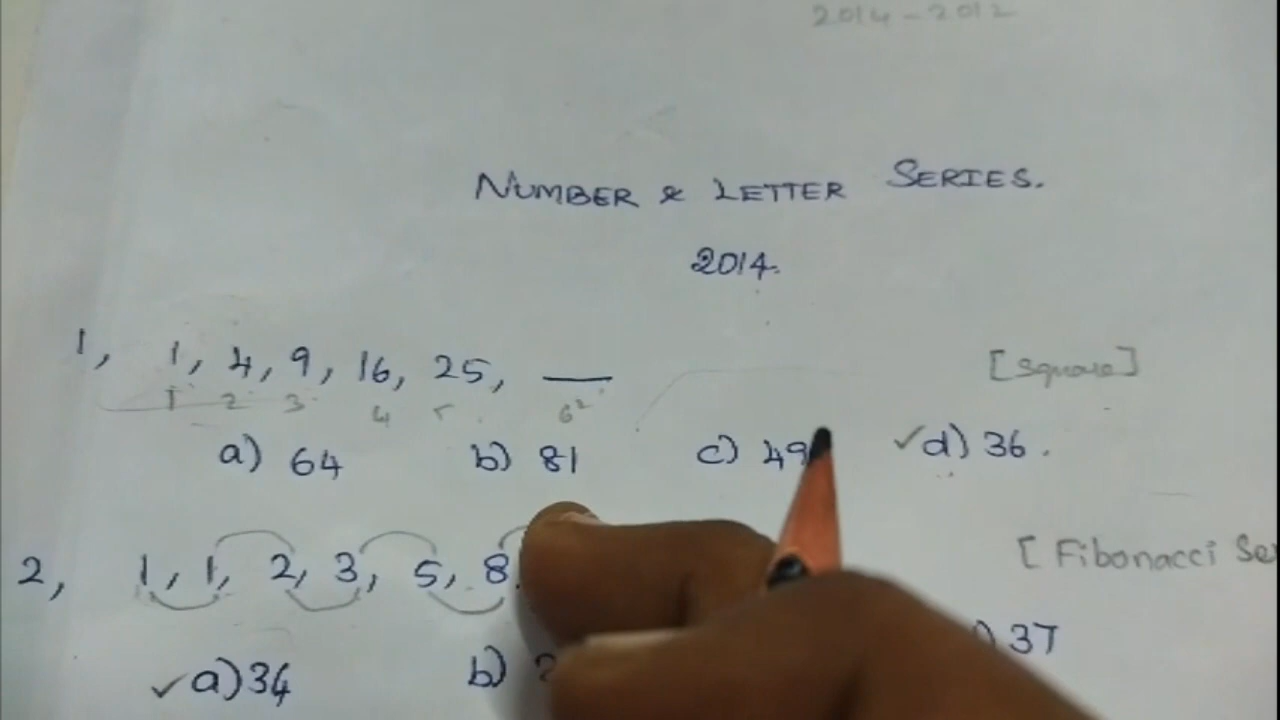 2014-2012
NUMBER & LETTER SERIES.
2014.
1, 1, 4, 9, 16, 25, ___ [Square]
1 2 3 4 5 6²
a) 64 b) 81 c) 49 ✓d) 36.
2, 1, 1, 2, 3, 5, 8 [Fibonacci Se
✓a) 34 b) 37